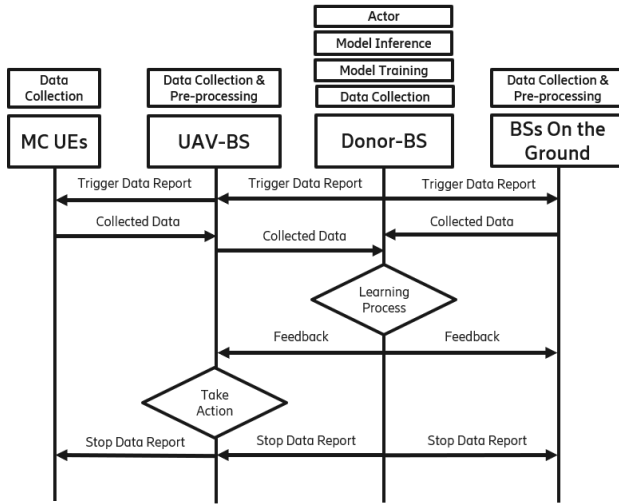 Actor
Model Inference
Model Training
Data Collection
Data
Collection
Data Collection &
Pre-processing
Data Collection &
Pre-processing
MC UEs
UAV-BS
Donor-BS
BSs On the
Ground
Trigger Data Report
Trigger Data Report
Trigger Data Report
Collected Data
Collected Data
Collected Data
Learning
Process
Feedback
Feedback
Take
Action
Stop Data Report
Stop Data Report
Stop Data Report